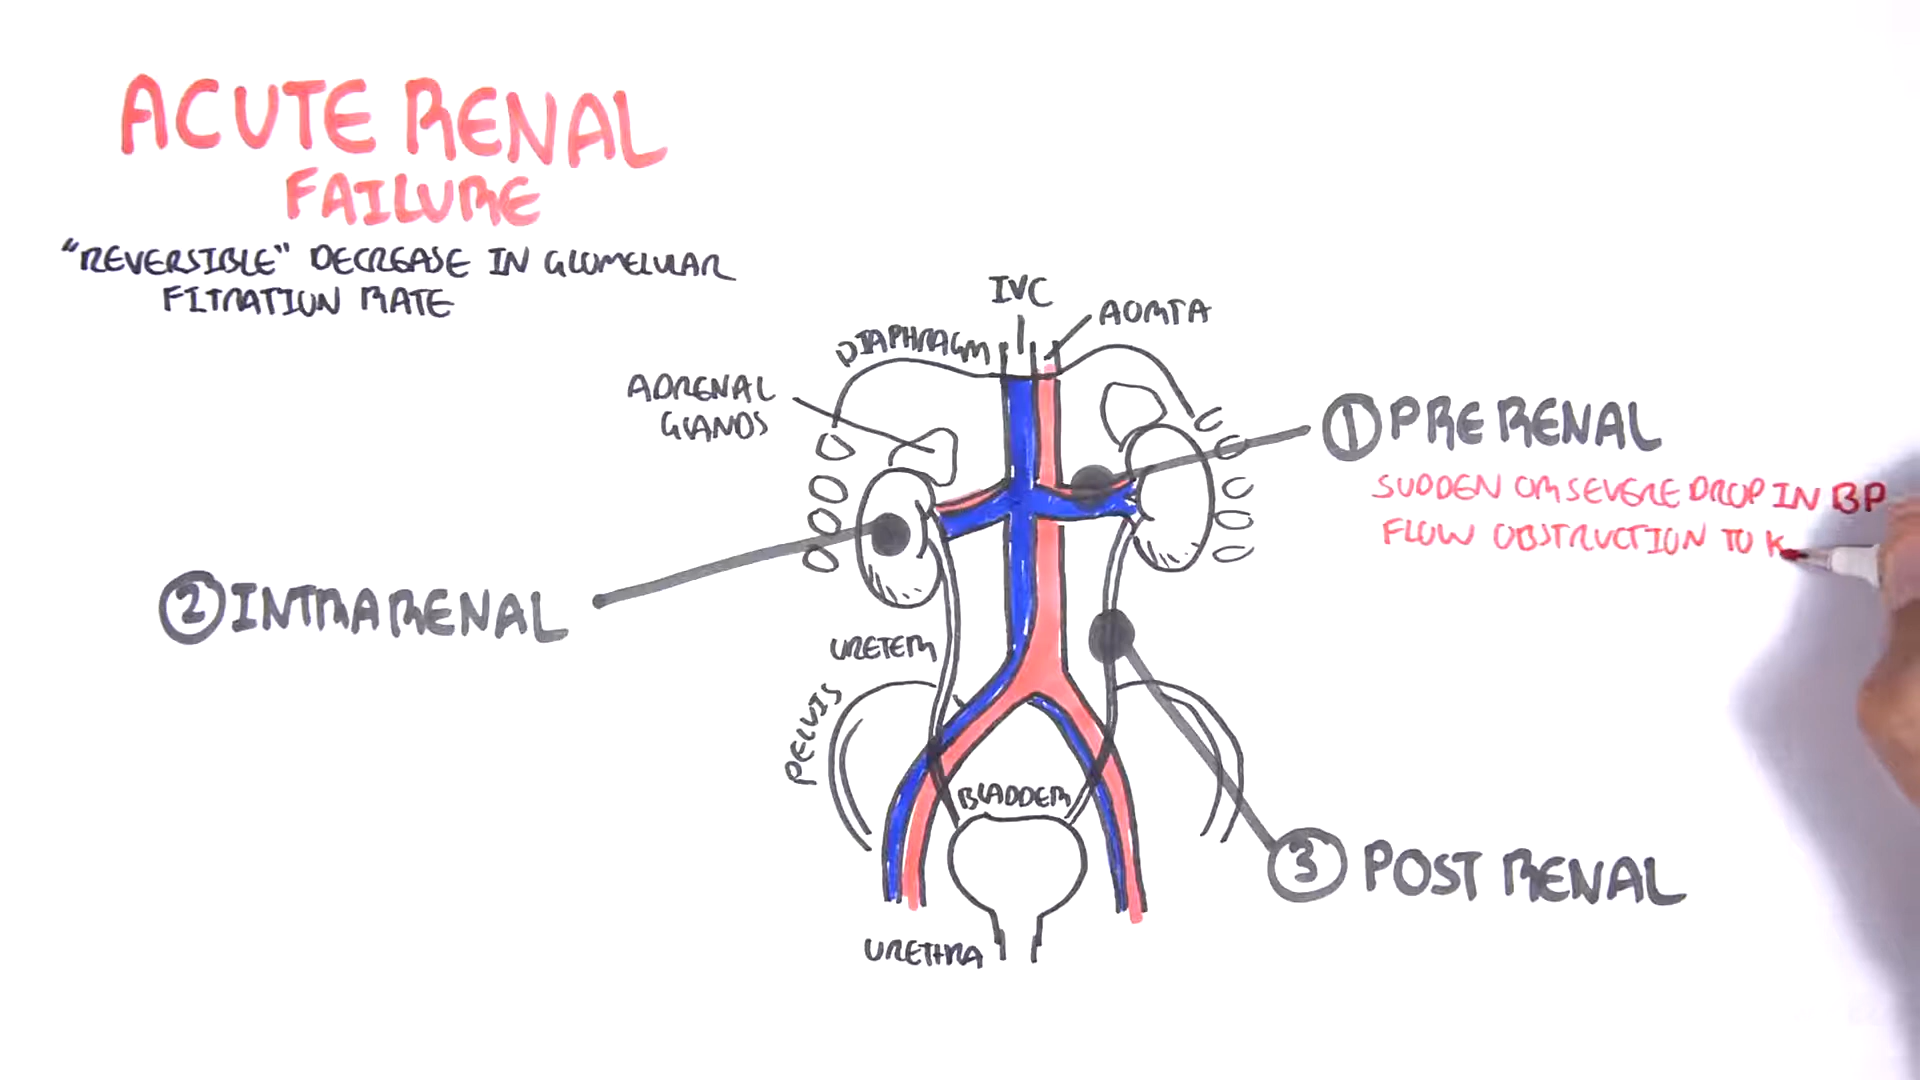 ACUTE RENAL
FAILURE
"REVERSIBLE" DECREASE IN GLOMELULAR
FITRATION RATE
IVC
AORTA
DIAPHRAGM
ADRENAL
GLANDS
1 PRERENAL
SUDDEN OR SEVERE DROP IN BP
FLOW OBSTRUCTION TO K
2 INTRARENAL
URETER
PELVIS
BLADDER
3 POST RENAL
URETHRA